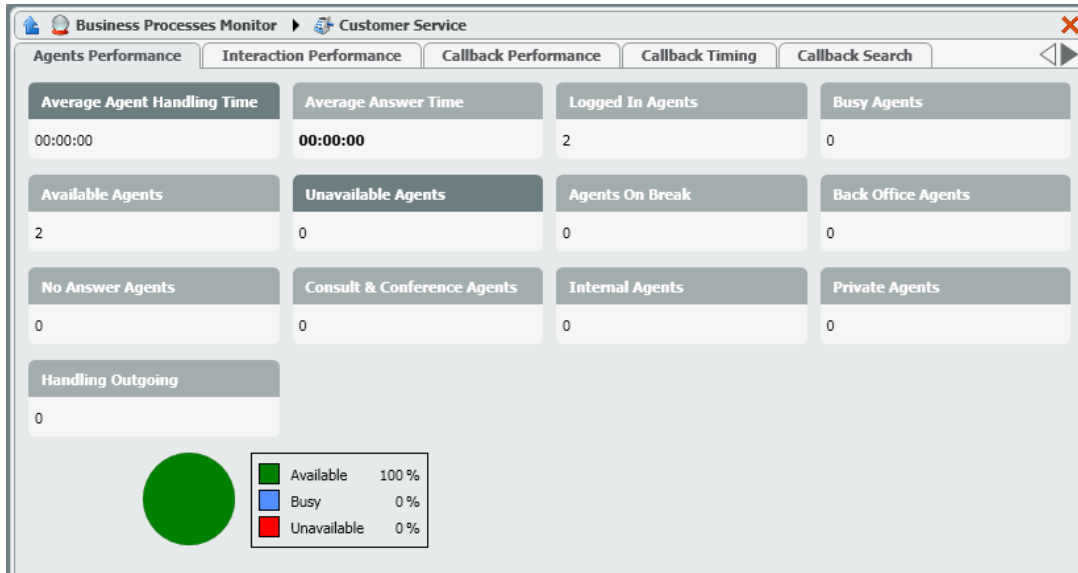 Business Processes Monitor Customer Service
Agents Performance Interaction Performance Callback Performance Callback Timing Callback Search
Average Agent Handling Time Average Answer Time Logged In Agents Busy Agents
00:00:00 00:00:00 2 0
Available Agents Unavailable Agents Agents On Break Back Office Agents
2 0 0 0
No Answer Agents Consult & Conference Agents Internal Agents Private Agents
0 0 0 0
Handling Outgoing
0
Available 100 %
Busy 0 %
Unavailable 0 %